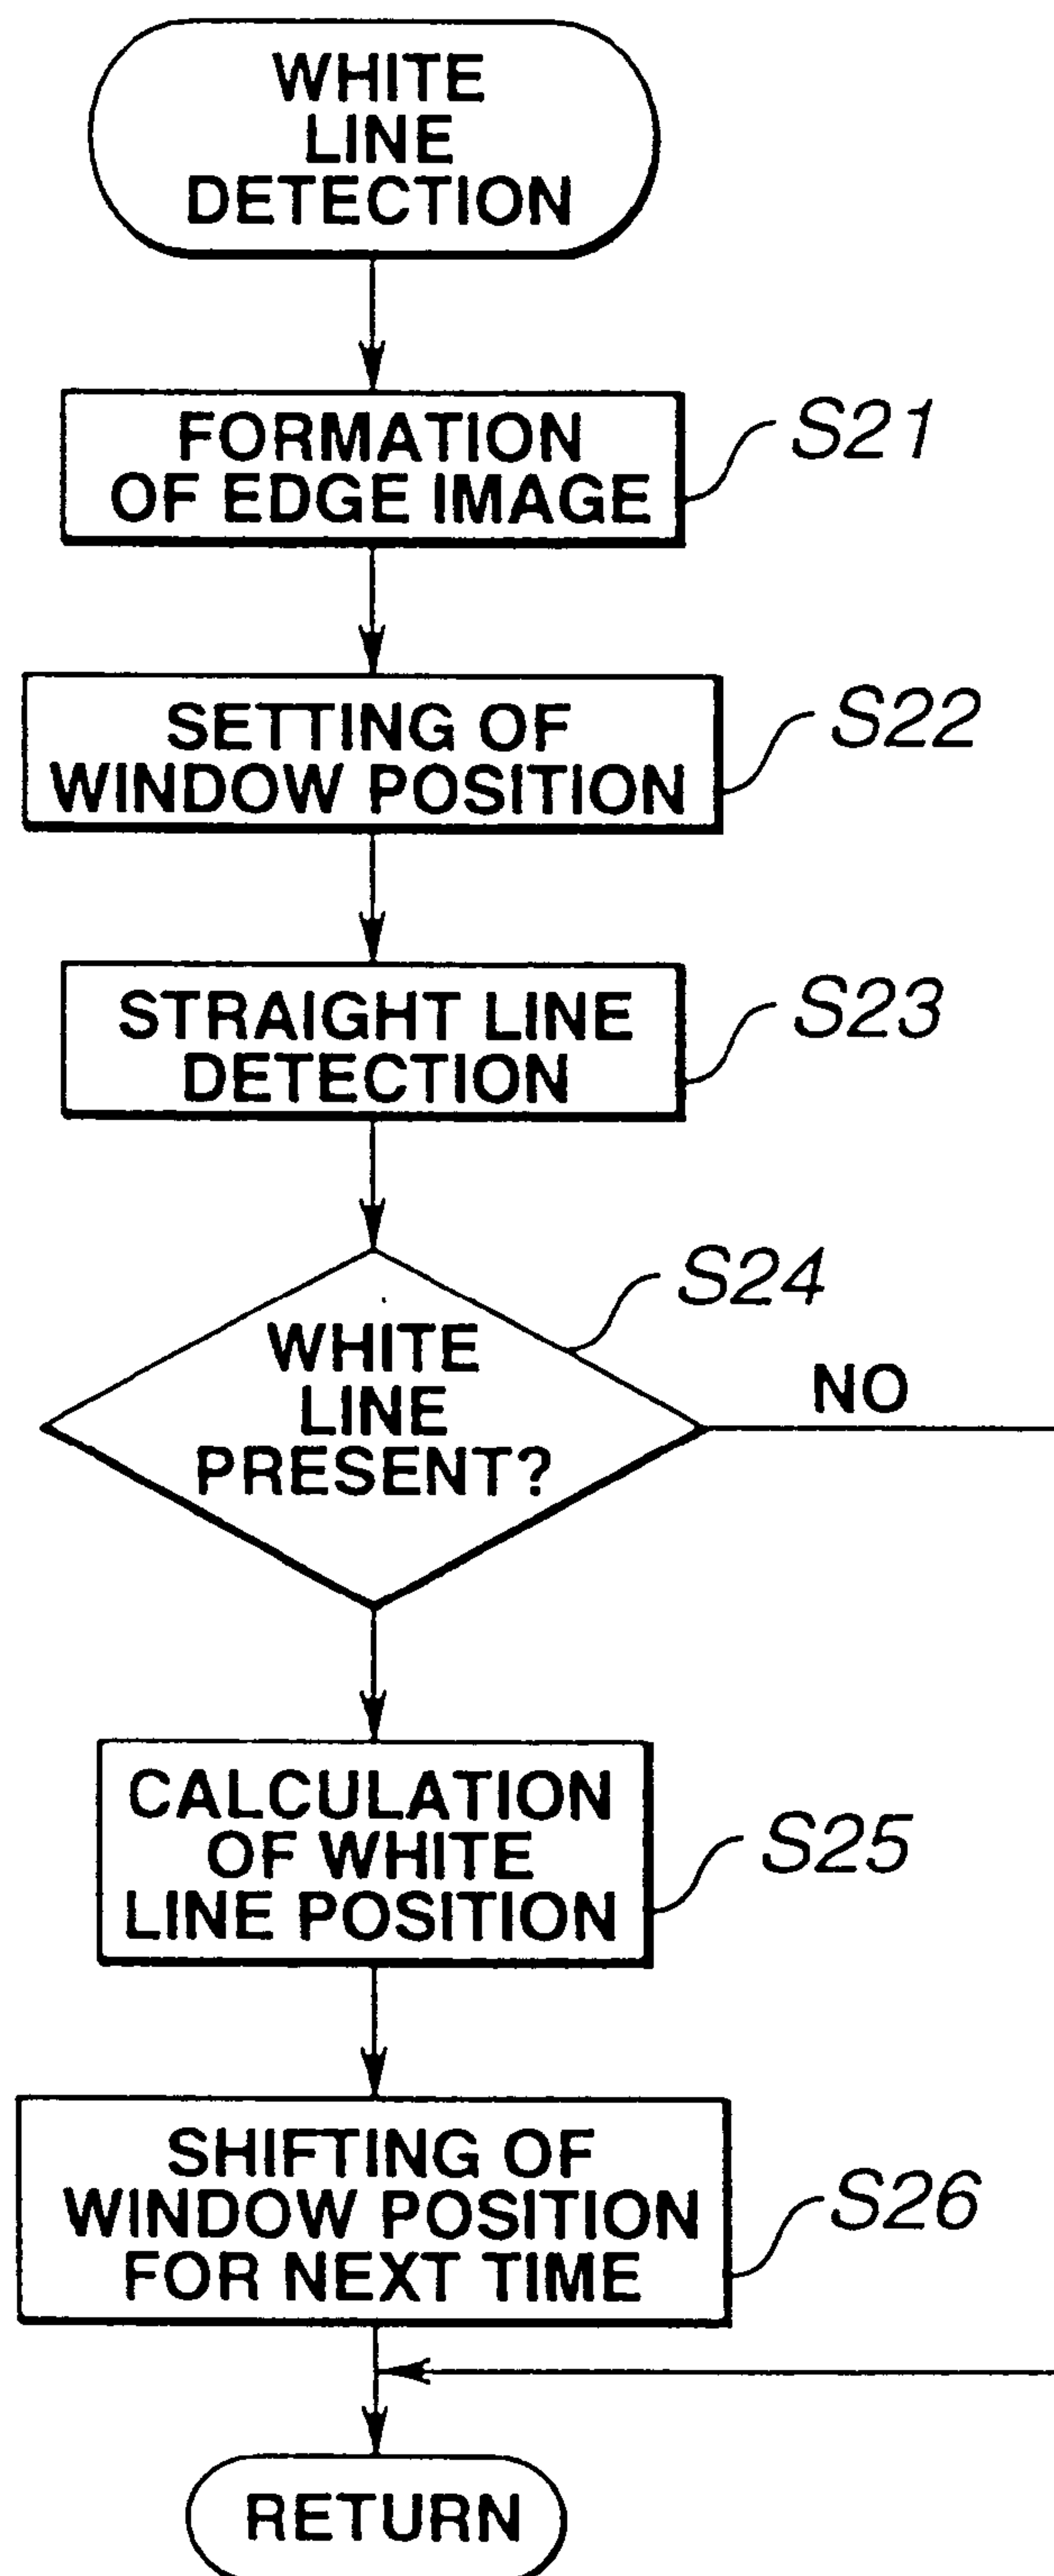 WHITE
LINE
DETECTION
FORMATION
OF EDGE IMAGE
S21
SETTING OF
WINDOW POSITION
S22
STRAIGHT LINE
DETECTION
S23
S24
WHITE
LINE
PRESENT?
NO
CALCULATION
OF WHITE
LINE POSITION
S25
SHIFTING OF
WINDOW POSITION
FOR NEXT TIME
S26
RETURN